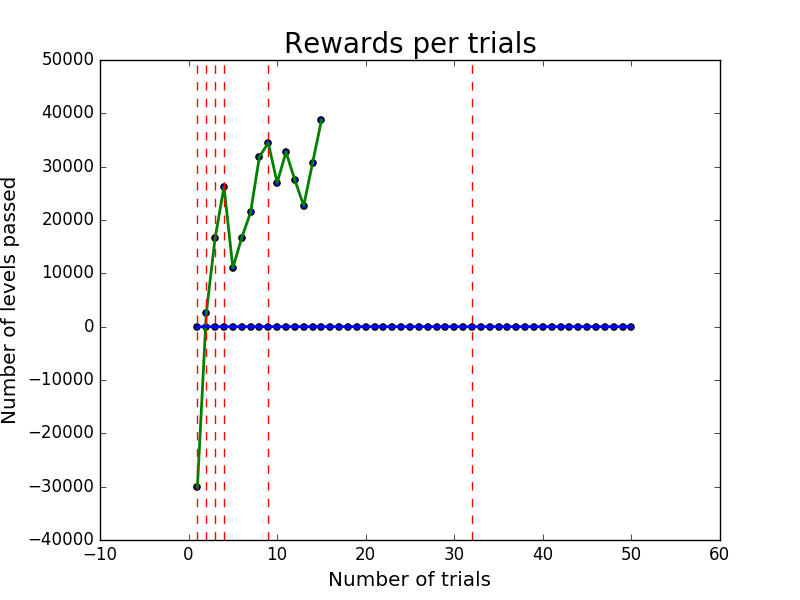 Rewards per trials
50000
40000
30000
20000
10000
0
−10000
−20000
−30000
−40000
Number of levels passed
−10 0 10 20 30 40 50 60
Number of trials